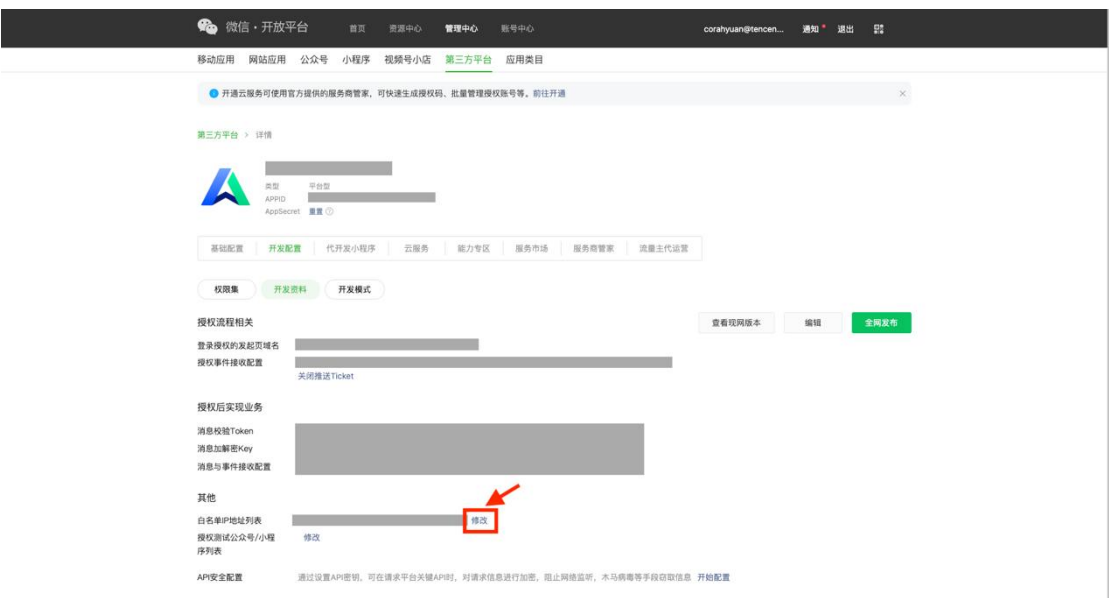 微信・开放平台 首页 资源中心 管理中心 账号中心 corahyuan@tencen... 通知 退出
移动应用 网站应用 公众号 小程序 视频号小店 第三方平台 应用类目
开通云服务可使用官方提供的服务商管家，可快速生成授权码、批量管理授权账号等。前往开通
第三方平台 > 详情
类型 平台型
APPID
AppSecret 重置
基础配置 开发配置 代开发小程序 云服务 能力专区 服务市场 服务商管家 流量主代运营
权限集 开发资料 开发模式
授权流程相关 查看现网版本 编辑 全网发布
登录授权的发起页域名
授权事件接收配置
关闭推送Ticket
授权后实现业务
消息校验Token
消息加解密Key
消息与事件接收配置
其他
白名单IP地址列表 修改
授权测试公众号/小程 修改
序列表
API安全配置 通过设置API密钥，可在请求平台关键API时，对请求信息进行加密，阻止网络监听，木马病毒等手段窃取信息 开始配置